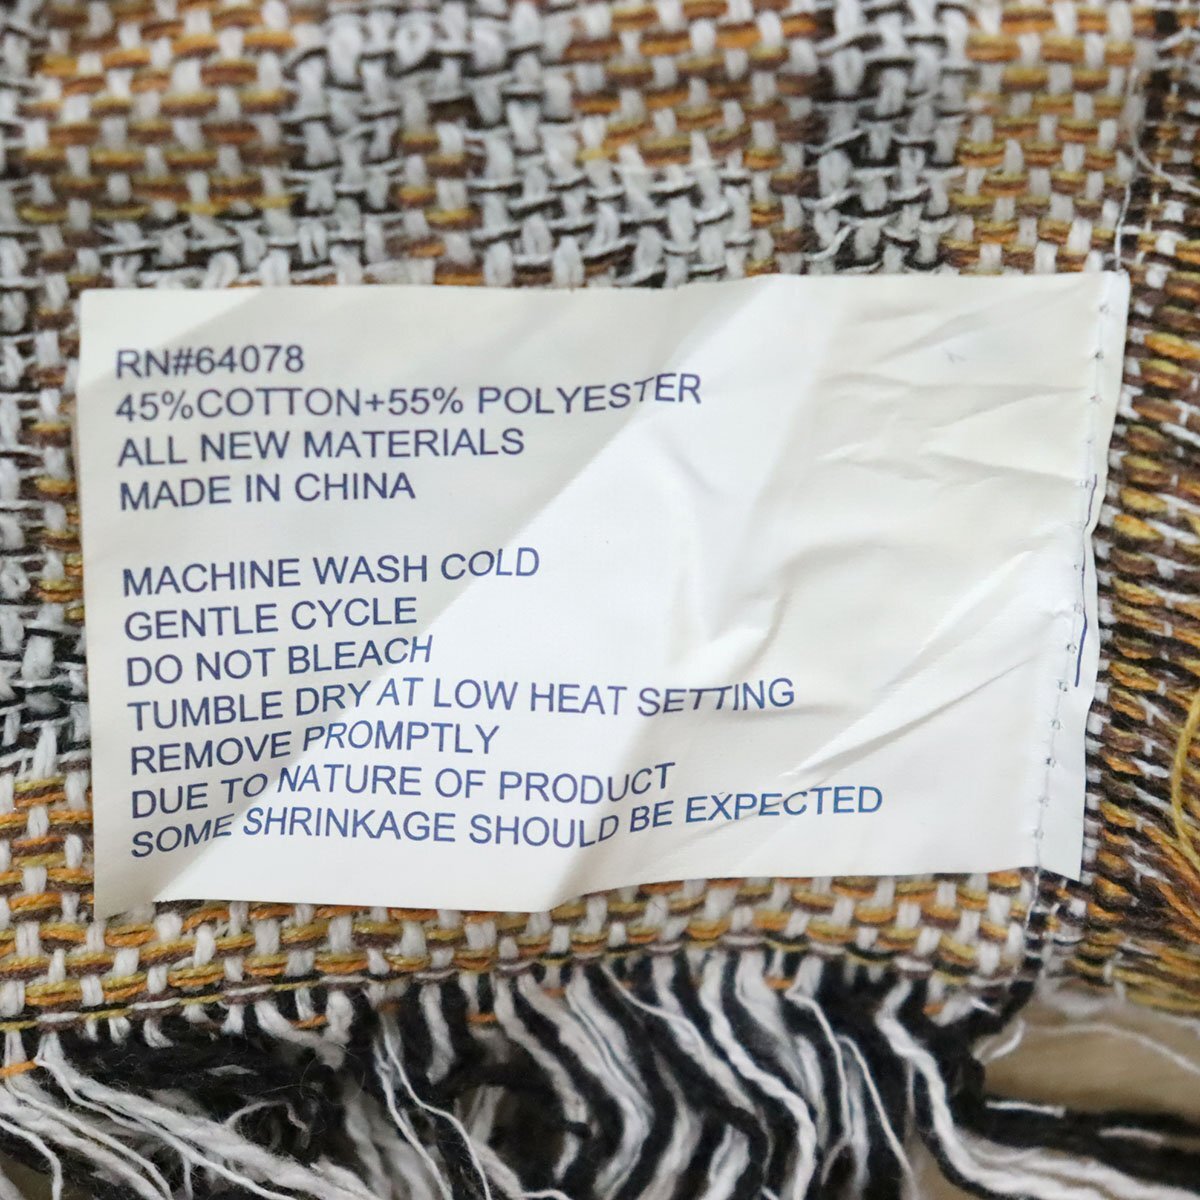 RN#64078
45%COTTON+55% POLYESTER
ALL NEW MATERIALS
MADE IN CHINA
MACHINE WASH COLD
GENTLE CYCLE
DO NOT BLEACH
TUMBLE DRY AT LOW HEAT SETTING
REMOVE PROMPTLY
DUE TO NATURE OF PRODUCT
SOME SHRINKAGE SHOULD BE EXPECTED